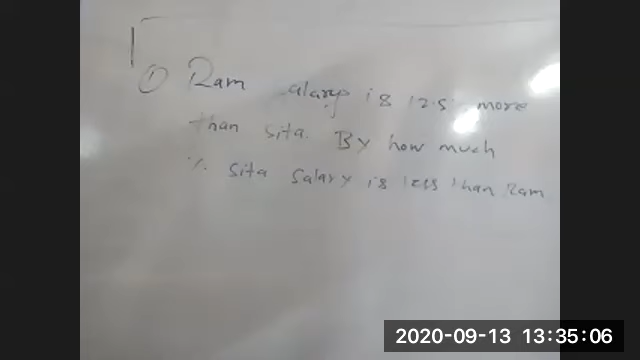 ① Ram alary is 12.5 more
than sita. By how much
% sita salary is less than Ram
2020-09-13 13:35:06